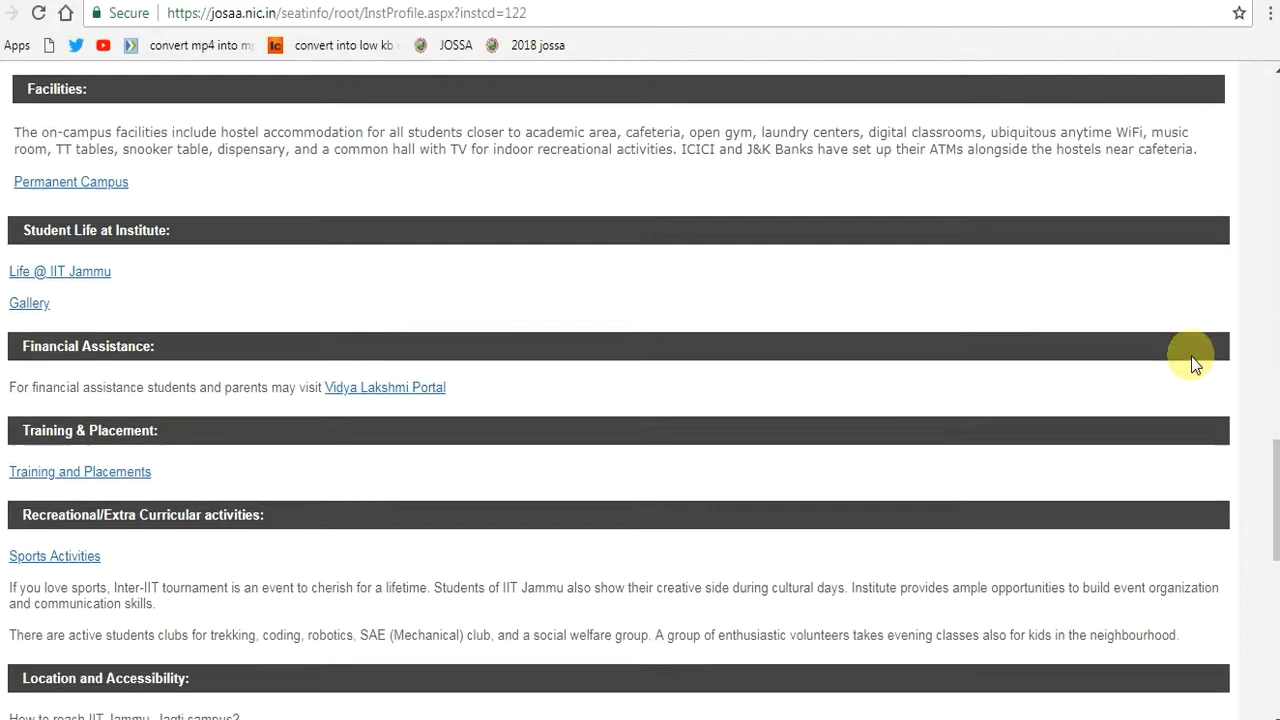 Secure https://josaa.nic.in/seatinfo/root/InstProfile.aspx?instcd=122
Apps convert mp4 into mp lc convert into low kb JOSSA 2018 jossa
Facilities:
The on-campus facilities include hostel accommodation for all students closer to academic area, cafeteria, open gym, laundry centers, digital classrooms, ubiquitous anytime WiFi, music
room, TT tables, snooker table, dispensary, and a common hall with TV for indoor recreational activities. ICICI and J&K Banks have set up their ATMs alongside the hostels near cafeteria.
Permanent Campus
Student Life at Institute:
Life @ IIT Jammu
Gallery
Financial Assistance:
For financial assistance students and parents may visit Vidya Lakshmi Portal
Training & Placement:
Training and Placements
Recreational/Extra Curricular activities:
Sports Activities
If you love sports, Inter-IIT tournament is an event to cherish for a lifetime. Students of IIT Jammu also show their creative side during cultural days. Institute provides ample opportunities to build event organization
and communication skills.
There are active students clubs for trekking, coding, robotics, SAE (Mechanical) club, and a social welfare group. A group of enthusiastic volunteers takes evening classes also for kids in the neighbourhood.
Location and Accessibility:
How to reach IIT Jammu, Jagti campus?